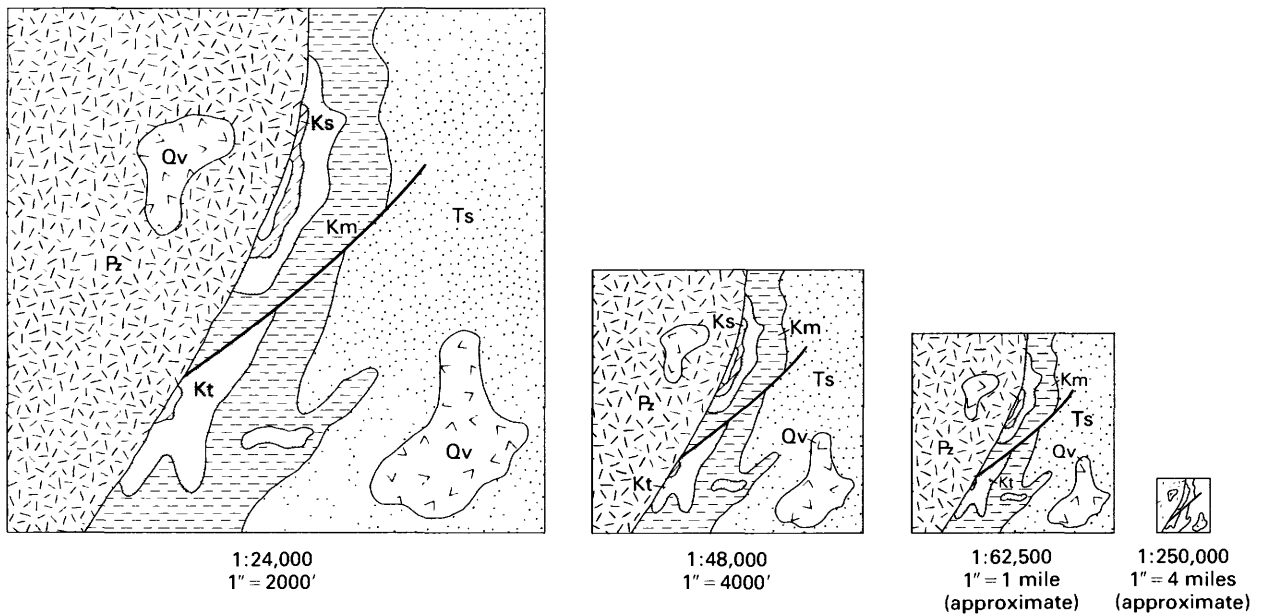 Ks
Qv
Km
Ts
Pz
Kt
Qv
1:24,000
1" = 2000'
Ks
Km
Ts
Pz
Qv
Kt
1:48,000
1" = 4000'
Km
Ts
Pz
Qv
Kt
1:62,500
1" = 1 mile
(approximate)
1:250,000
1" = 4 miles
(approximate)